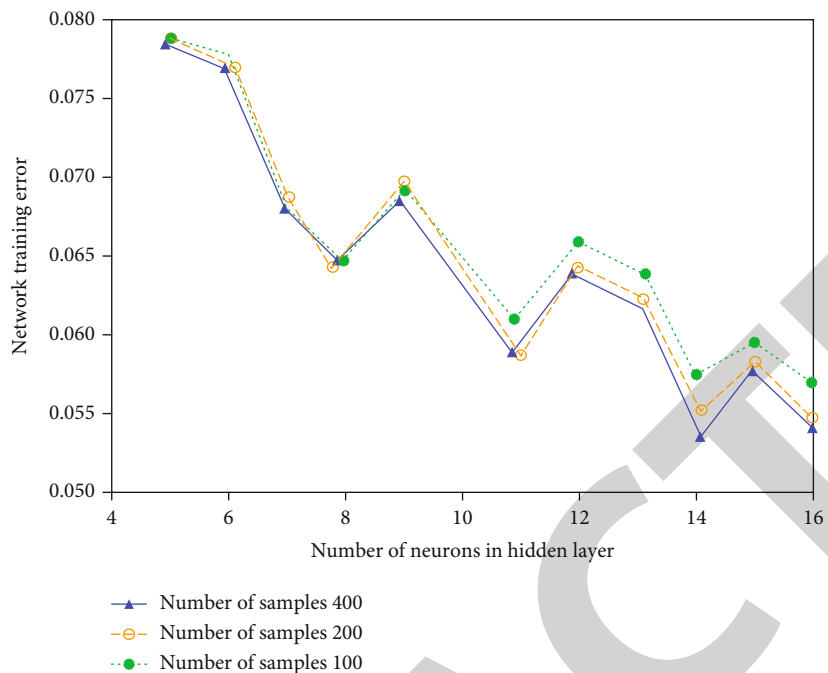 0.080
0.075
0.070
0.065
0.060
0.055
0.050
Network training error
4 6 8 10 12 14 16
Number of neurons in hidden layer
Number of samples 400
Number of samples 200
Number of samples 100